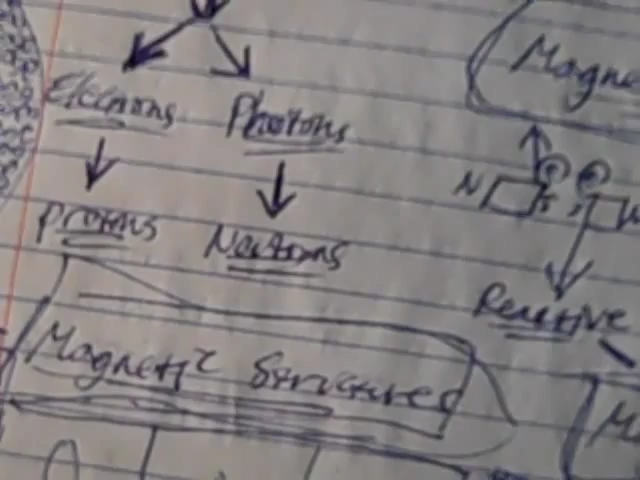 Electrons Photons
Protons Neutrons
Magne
N S
Reactive
Magnetic Structured
M